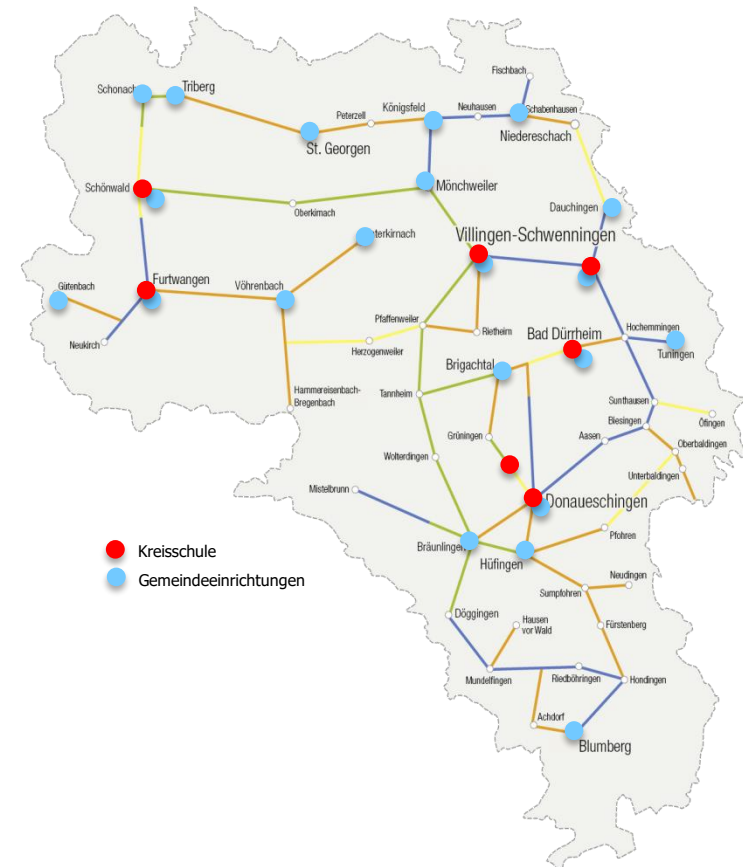 Fischbach
Schonach
Triberg
Königsfeld
Neuhausen
Schabenhausen
Peterzell
Niedereschach
St. Georgen
Schönwald
Mönchweiler
Oberkirnach
Dauchingen
Villingen-Schwenningen
terkirnach
Furtwangen
Gütenbach
Vöhrenbach
Pfaffenweiler
Rietheim
Bad Dürrheim
Hochemmingen
Neukirch
Herzogenweiler
Tuningen
Brigachtal
Hammereisenbach-
Bregenbach
Tannheim
Sunthausen
Öfingen
Biesingen
Grüningen
Aasen
Oberbaldingen
Wolterdingen
Unterbaldingen
Mistelbrunn
Donaueschingen
Pfohren
Kreisschule
Bräunlingen
Hüfingen
Gemeindeeinrichtungen
Neudingen
Sumpfohren
Döggingen
Hausen
vor Wald
Fürstenberg
Mundelfingen
Riedböhringen
Hondingen
Achdorf
Blumberg